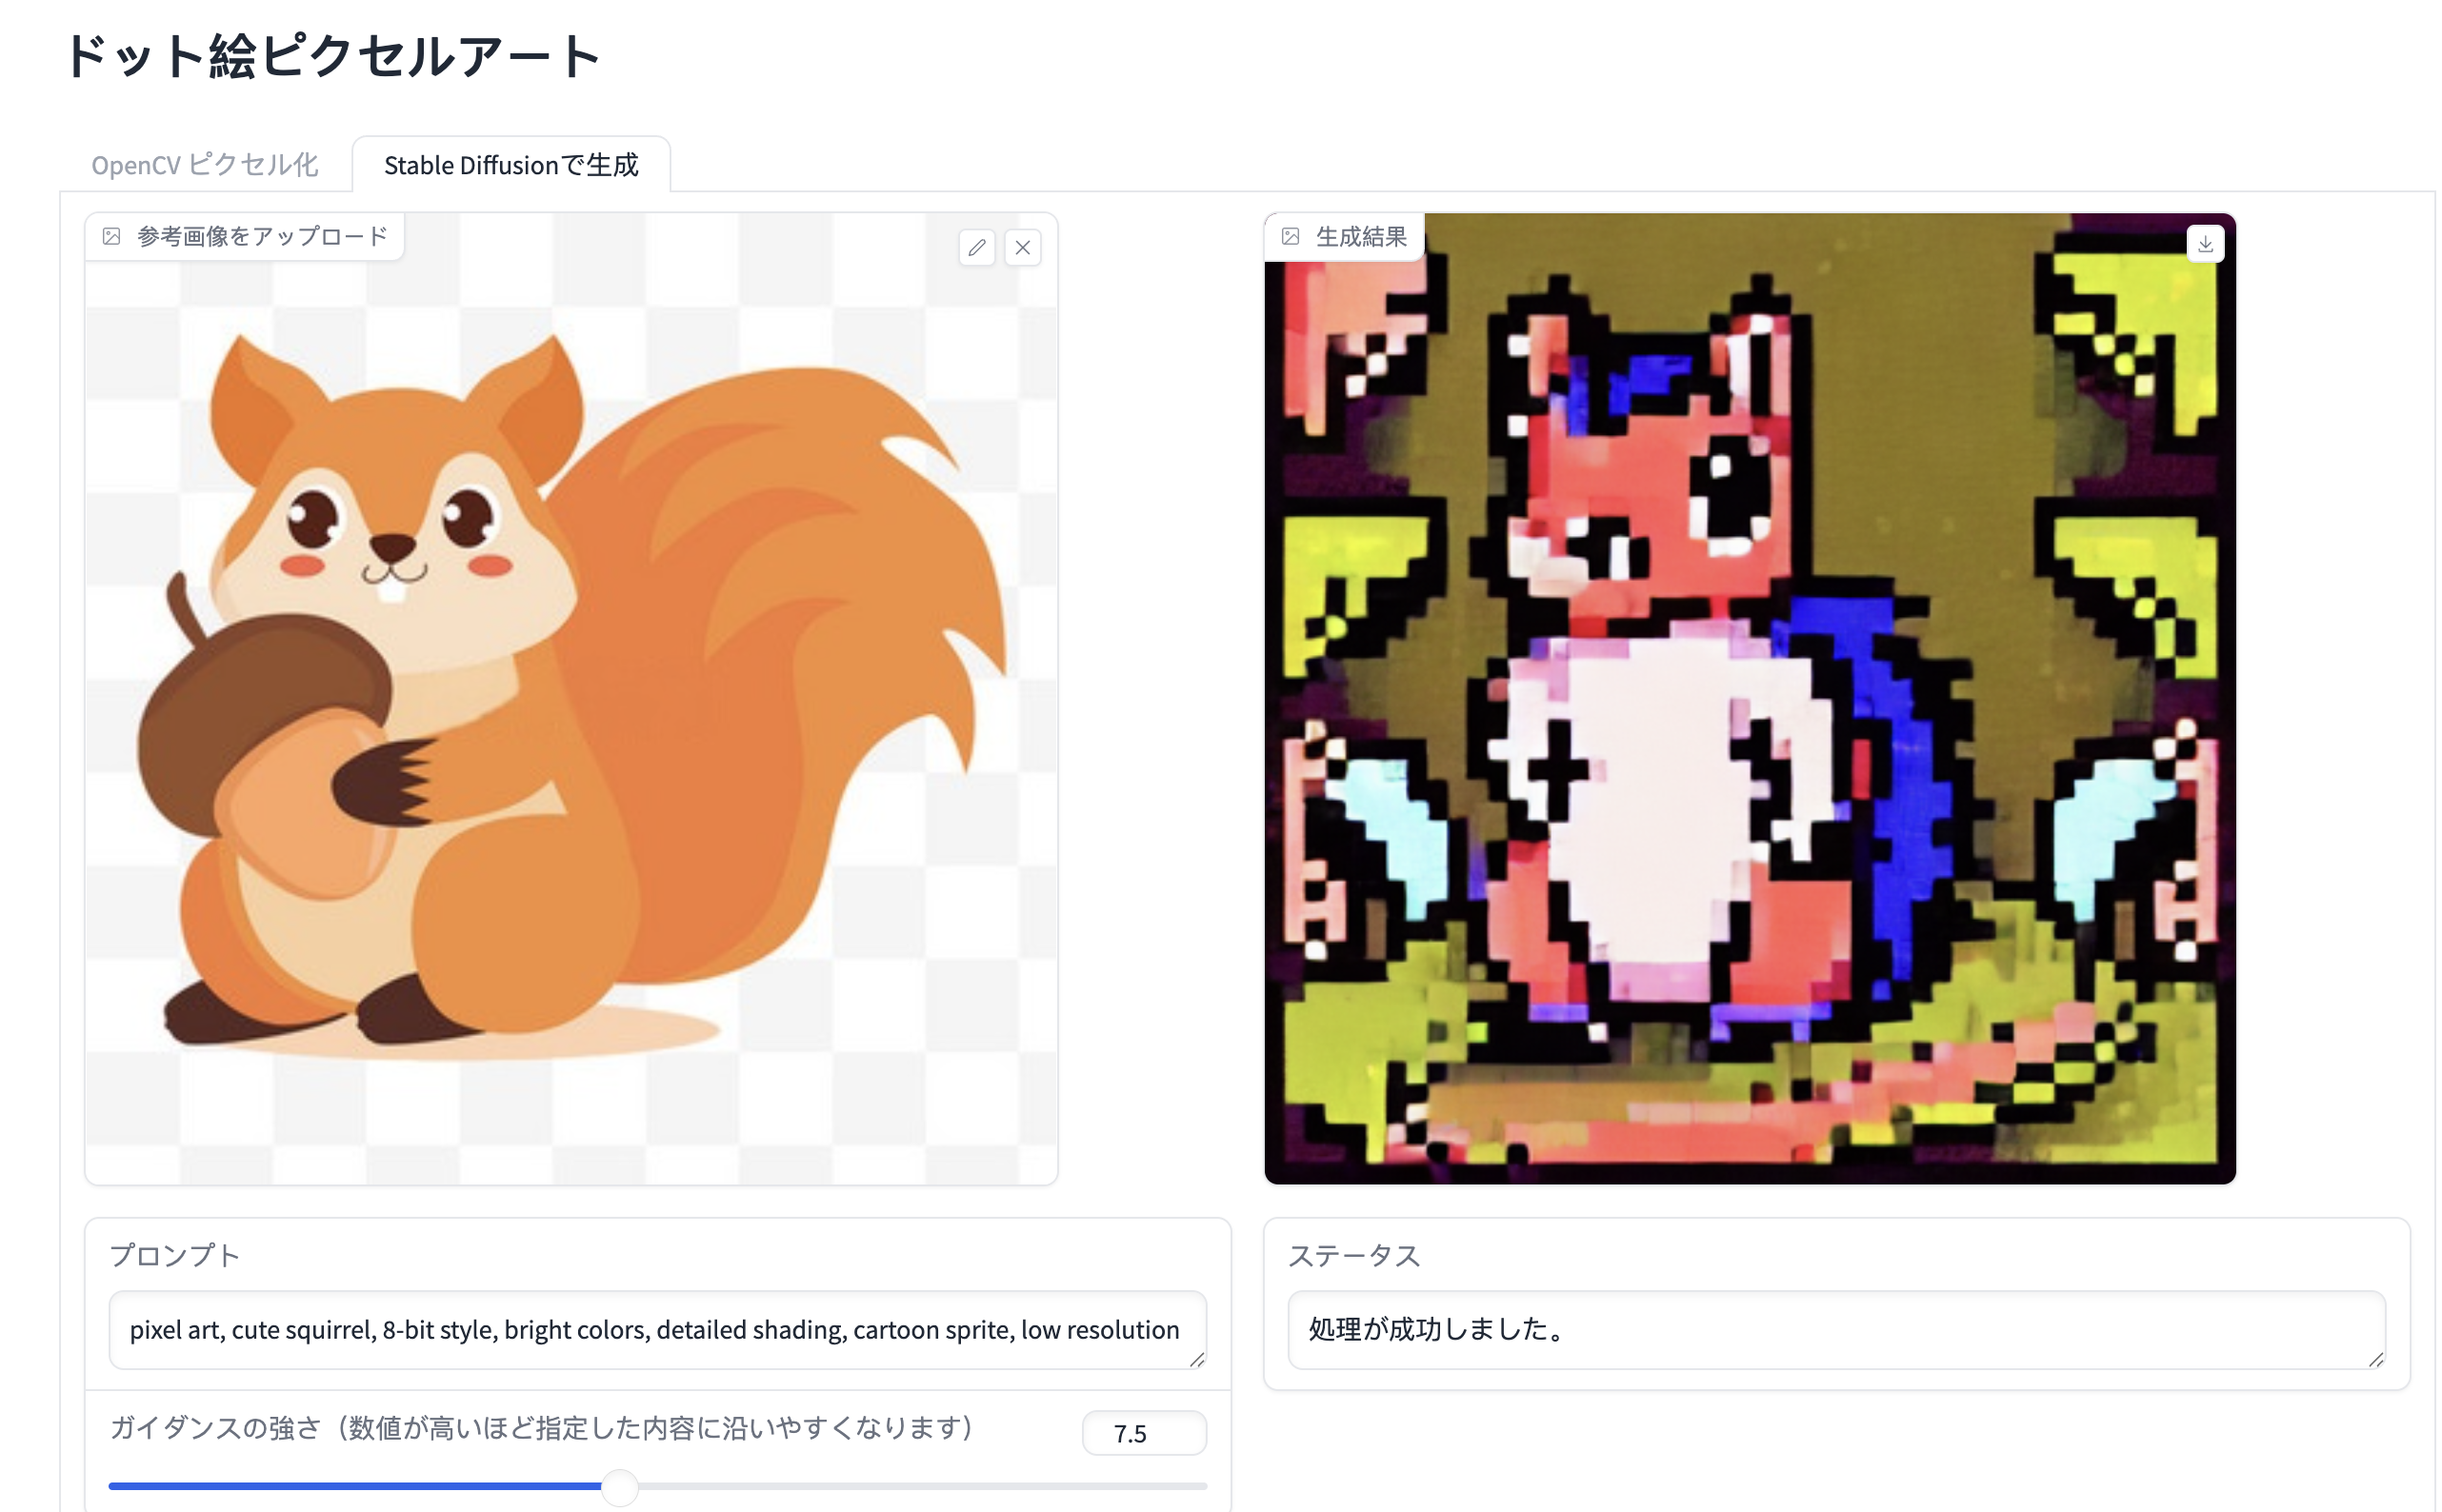 ドット絵ピクセルアート
OpenCV ピクセル化
Stable Diffusionで生成
参考画像をアップロード
生成結果
プロンプト
pixel art, cute squirrel, 8-bit style, bright colors, detailed shading, cartoon sprite, low resolution
ステータス
処理が成功しました。
ガイダンスの強さ（数値が高いほど指定した内容に沿いやすくなります）
7.5